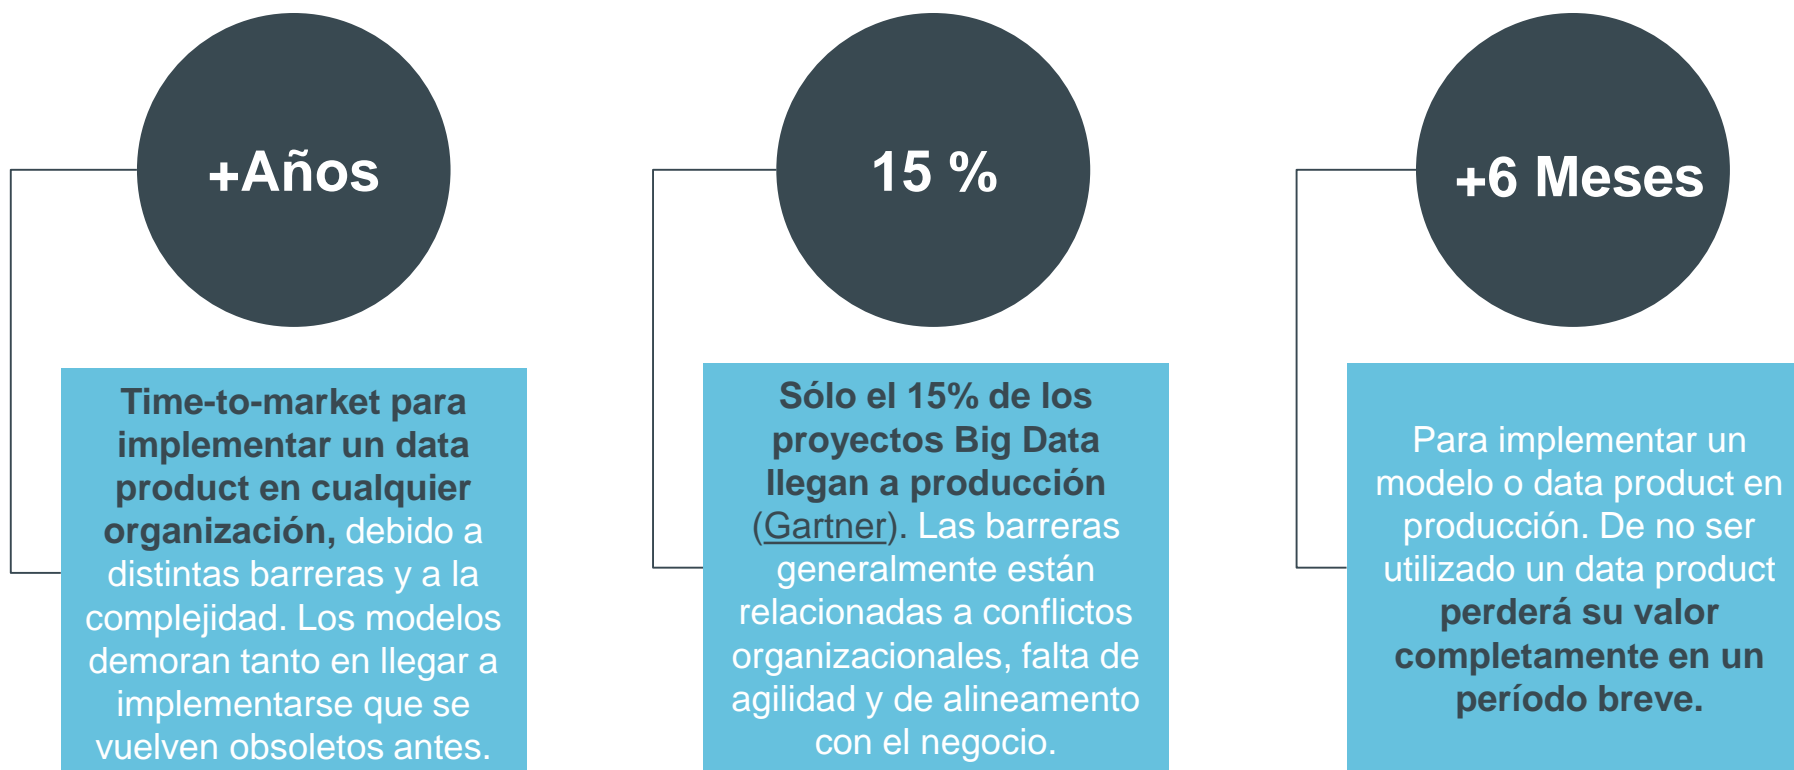 +Años
Time-to-market para
implementar un data
product en cualquier
organización, debido a
distintas barreras y a la
complejidad. Los modelos
demoran tanto en llegar a
implementarse que se
vuelven obsoletos antes.
15 %
Sólo el 15% de los
proyectos Big Data
llegan a producción
(Gartner). Las barreras
generalmente están
relacionadas a conflictos
organizacionales, falta de
agilidad y de alineamento
con el negocio.
+6 Meses
Para implementar un
modelo o data product en
producción. De no ser
utilizado un data product
perderá su valor
completamente en un
período breve.